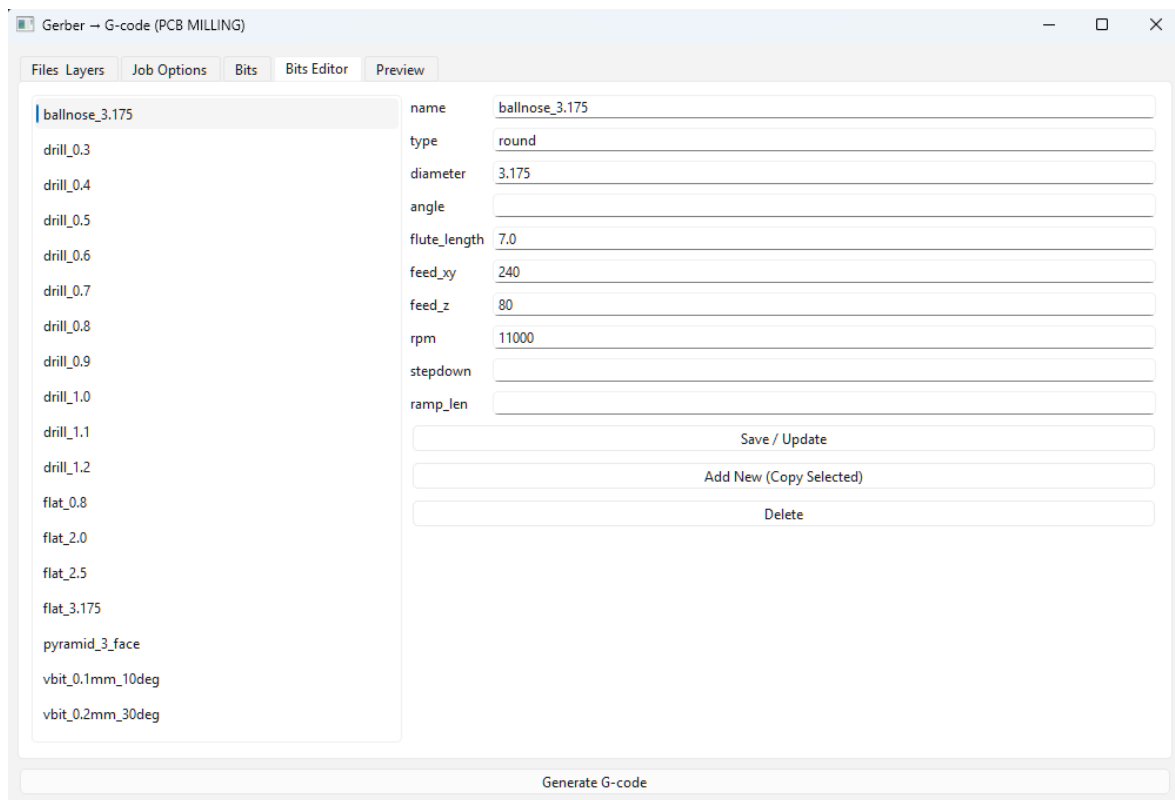 Gerber → G-code (PCB MILLING)
Files Layers Job Options Bits Bits Editor Preview
ballnose_3.175
drill_0.3
drill_0.4
drill_0.5
drill_0.6
drill_0.7
drill_0.8
drill_0.9
drill_1.0
drill_1.1
drill_1.2
flat_0.8
flat_2.0
flat_2.5
flat_3.175
pyramid_3_face
vbit_0.1mm_10deg
vbit_0.2mm_30deg
name ballnose_3.175
type round
diameter 3.175
angle
flute_length 7.0
feed_xy 240
feed_z 80
rpm 11000
stepdown
ramp_len
Save / Update
Add New (Copy Selected)
Delete
Generate G-code